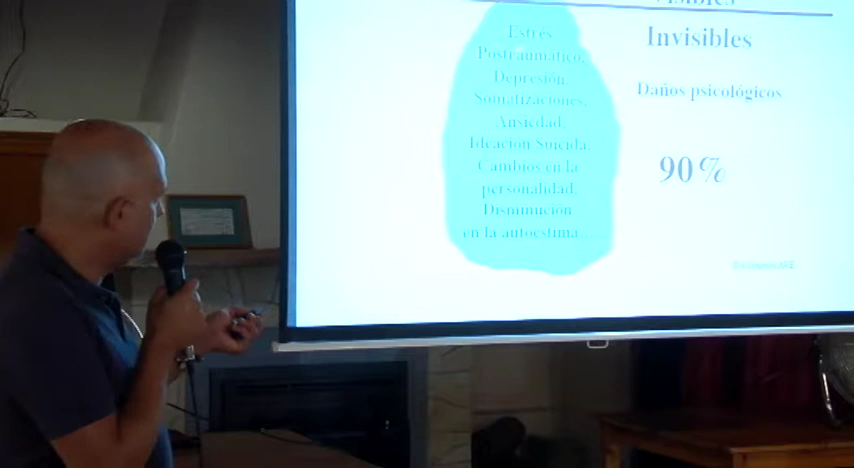 Estrés
Postraumático,
Depresión,
Somatizaciones,
Ansiedad,
Ideación Suicida,
Cambios en la
personalidad,
Disminución
en la autoestima...
Invisibles
Daños psicológicos
90%